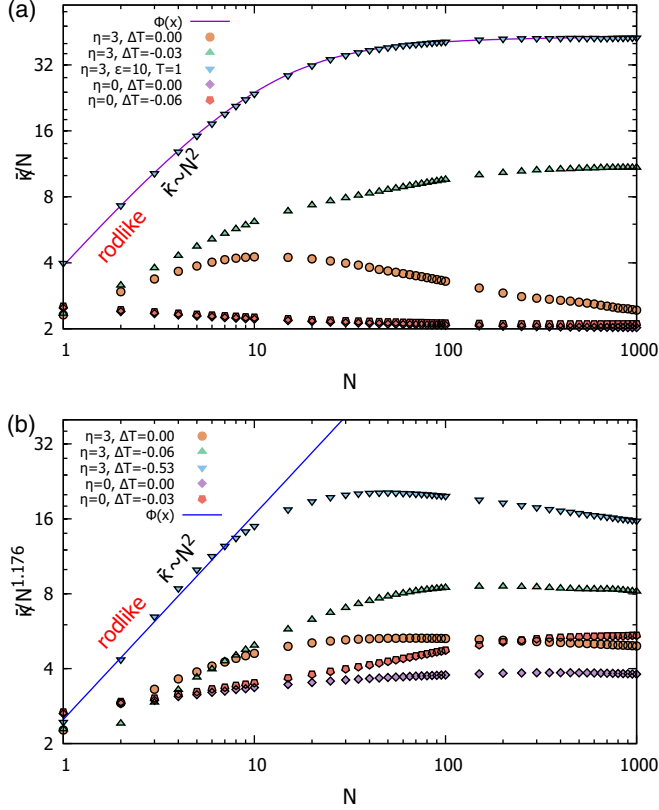 (a)
Φ(x)
η=3, ΔT=0.00
η=3, ΔT=-0.03
η=3, ε=10, T=1
η=0, ΔT=0.00
η=0, ΔT=-0.06
32
16
8
4
2
κ̄/N
rodlike
κ̄~N²
1
10
100
1000
N
(b)
η=3, ΔT=0.00
η=3, ΔT=-0.06
η=3, ΔT=-0.53
η=0, ΔT=0.00
η=0, ΔT=-0.03
Φ(x)
32
16
8
4
2
κ̄/N^1.176
rodlike
κ̄~N²
1
10
100
1000
N